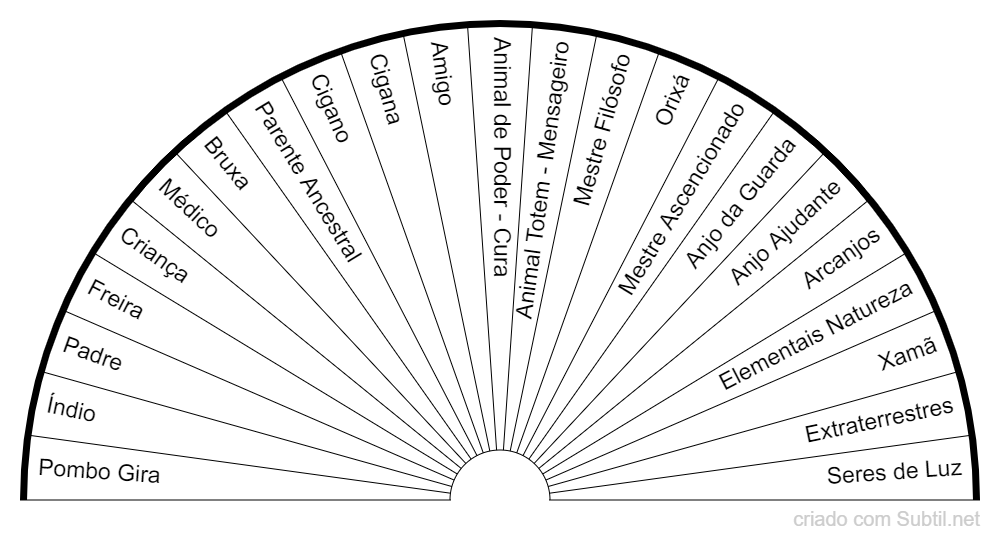 Pombo Gira
Índio
Padre
Freira
Criança
Médico
Bruxa
Parente Ancestral
Cigano
Cigana
Amigo
Animal de Poder - Cura
Animal Totem - Mensageiro
Mestre Filósofo
Orixá
Mestre Ascencionado
Anjo da Guarda
Anjo Ajudante
Arcanjos
Elementais Natureza
Xamã
Extraterrestres
Seres de Luz
criado com Subtil.net